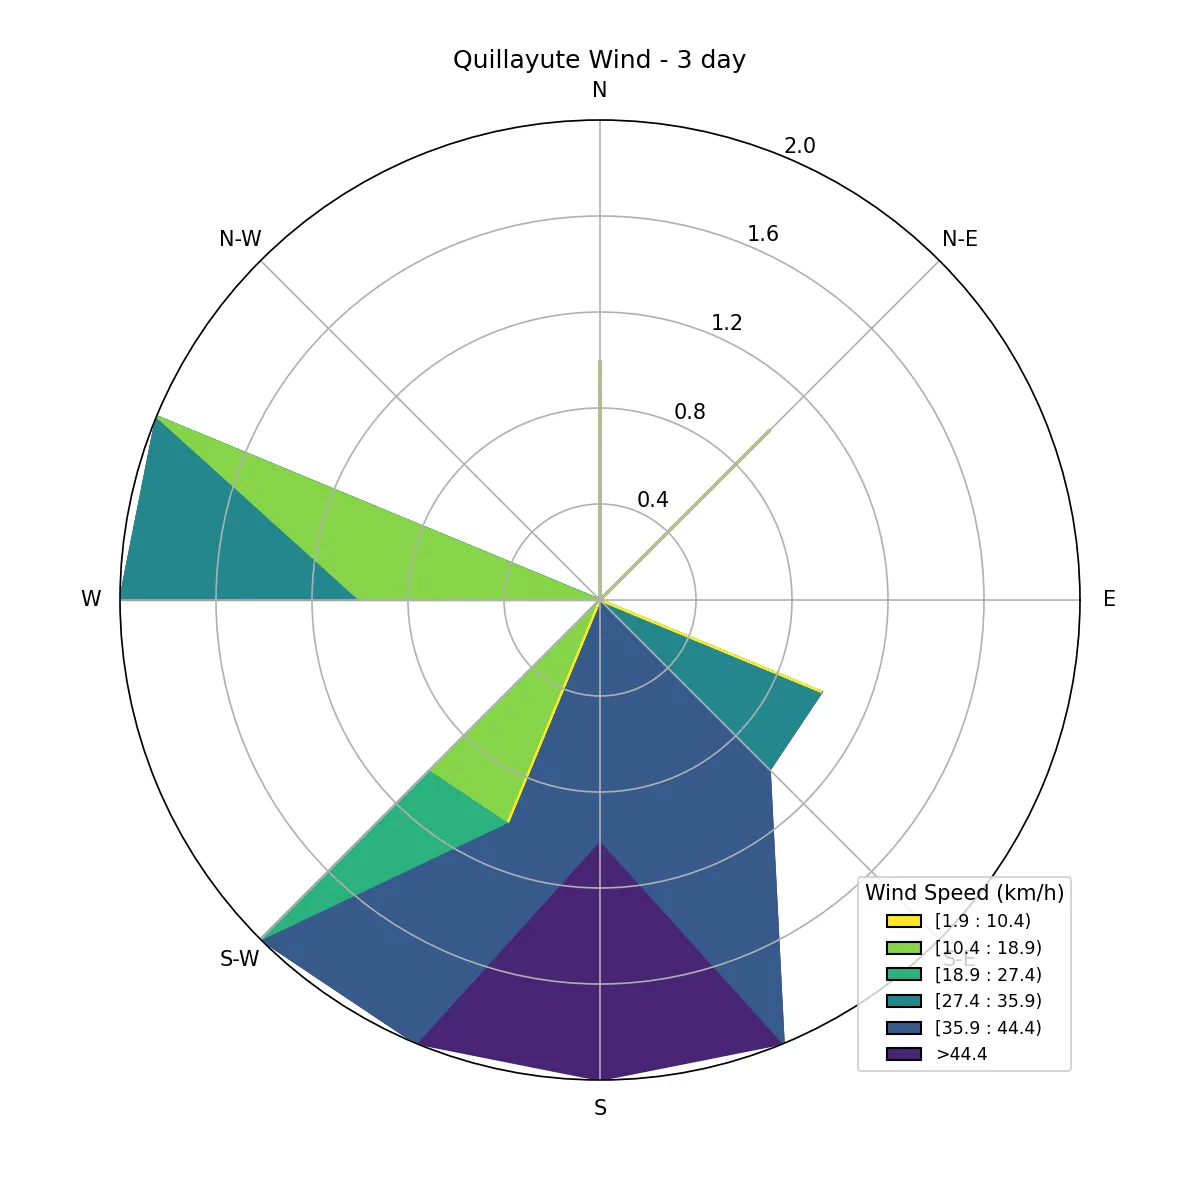 Quillayute Wind - 3 day
N
2.0
N-W
N-E
1.6
1.2
0.8
0.4
W
E
S-W
S-E
S
Wind Speed (km/h)
[1.9 : 10.4)
[10.4 : 18.9)
[18.9 : 27.4)
[27.4 : 35.9)
[35.9 : 44.4)
>44.4